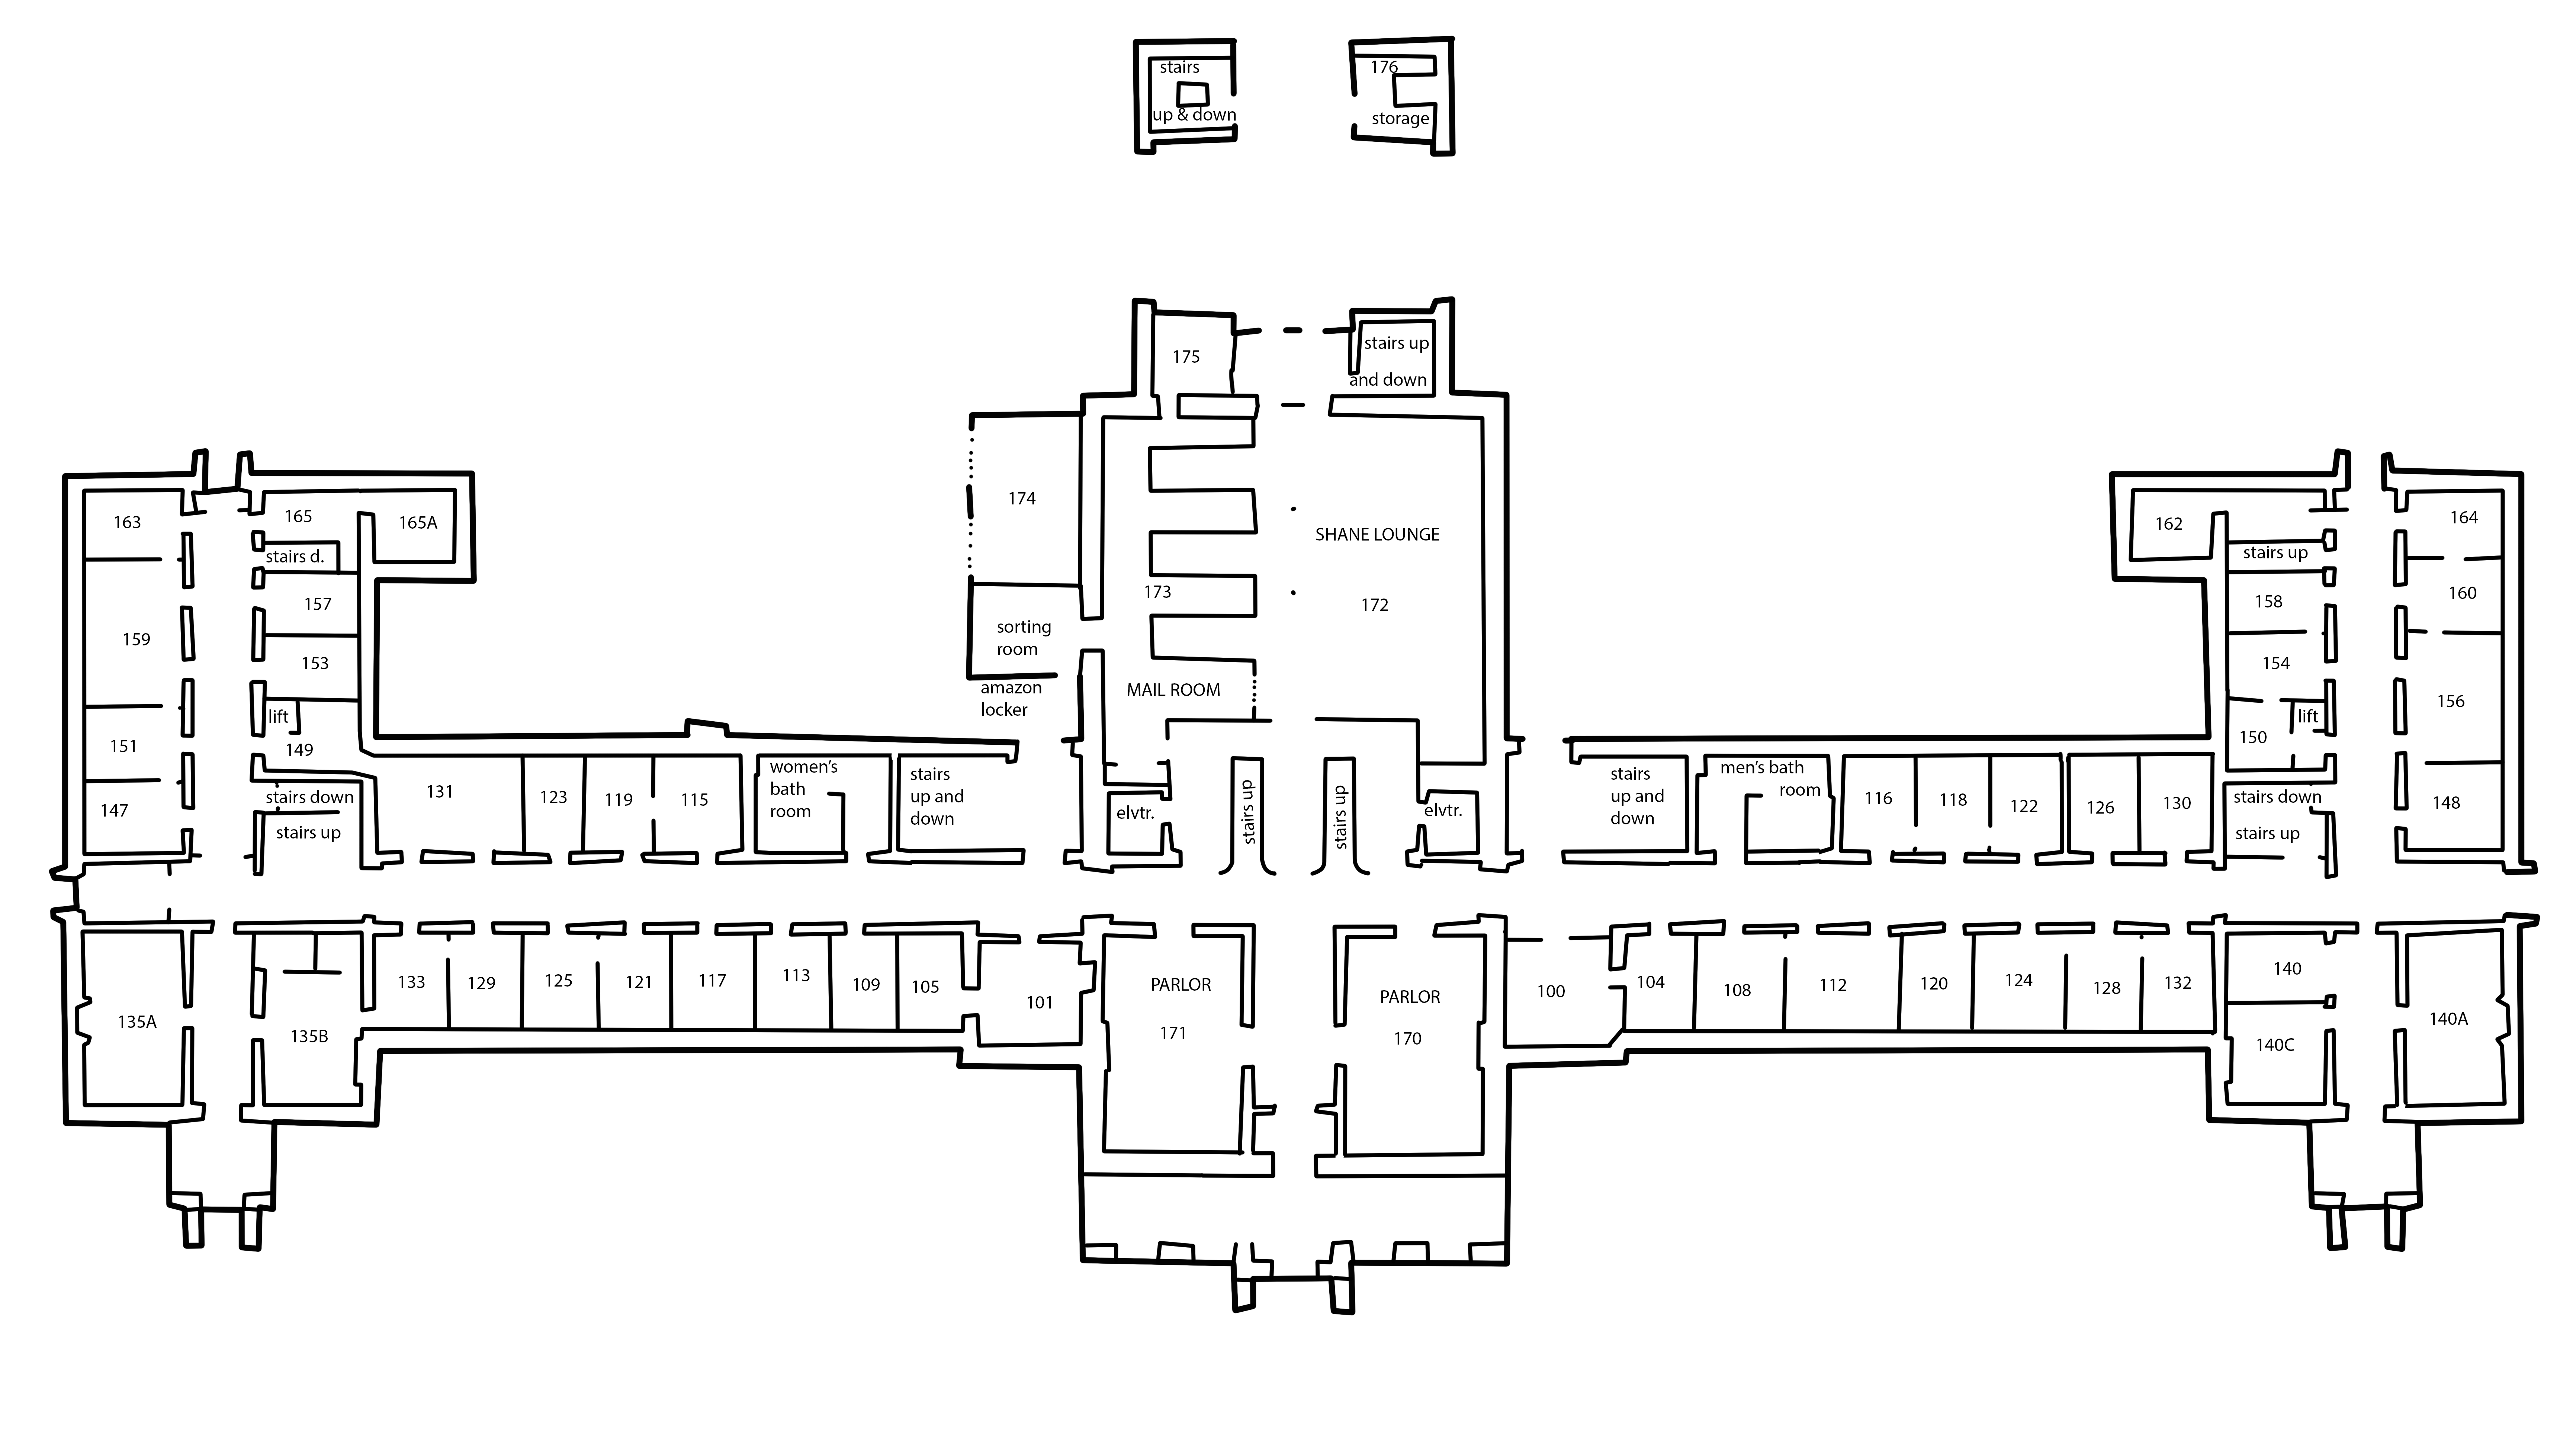 stairs
up & down
176
storage
175
stairs up
and down
163
165
165A
stairs d.
157
159
153
lift
151
149
147
stairs down
stairs up
174
sorting
room
amazon
locker
173
MAIL ROOM
SHANE LOUNGE
172
162
164
stairs up
160
158
154
156
lift
150
148
stairs down
stairs up
131
123
119
115
women's
bath
room
stairs
up and
down
elvtr.
stairs up
stairs up
elvtr.
stairs
up and
down
men's bath
room
116
118
122
126
130
135A
135B
133
129
125
121
117
113
109
105
101
PARLOR
171
PARLOR
170
100
104
108
112
120
124
128
132
140
140C
140A